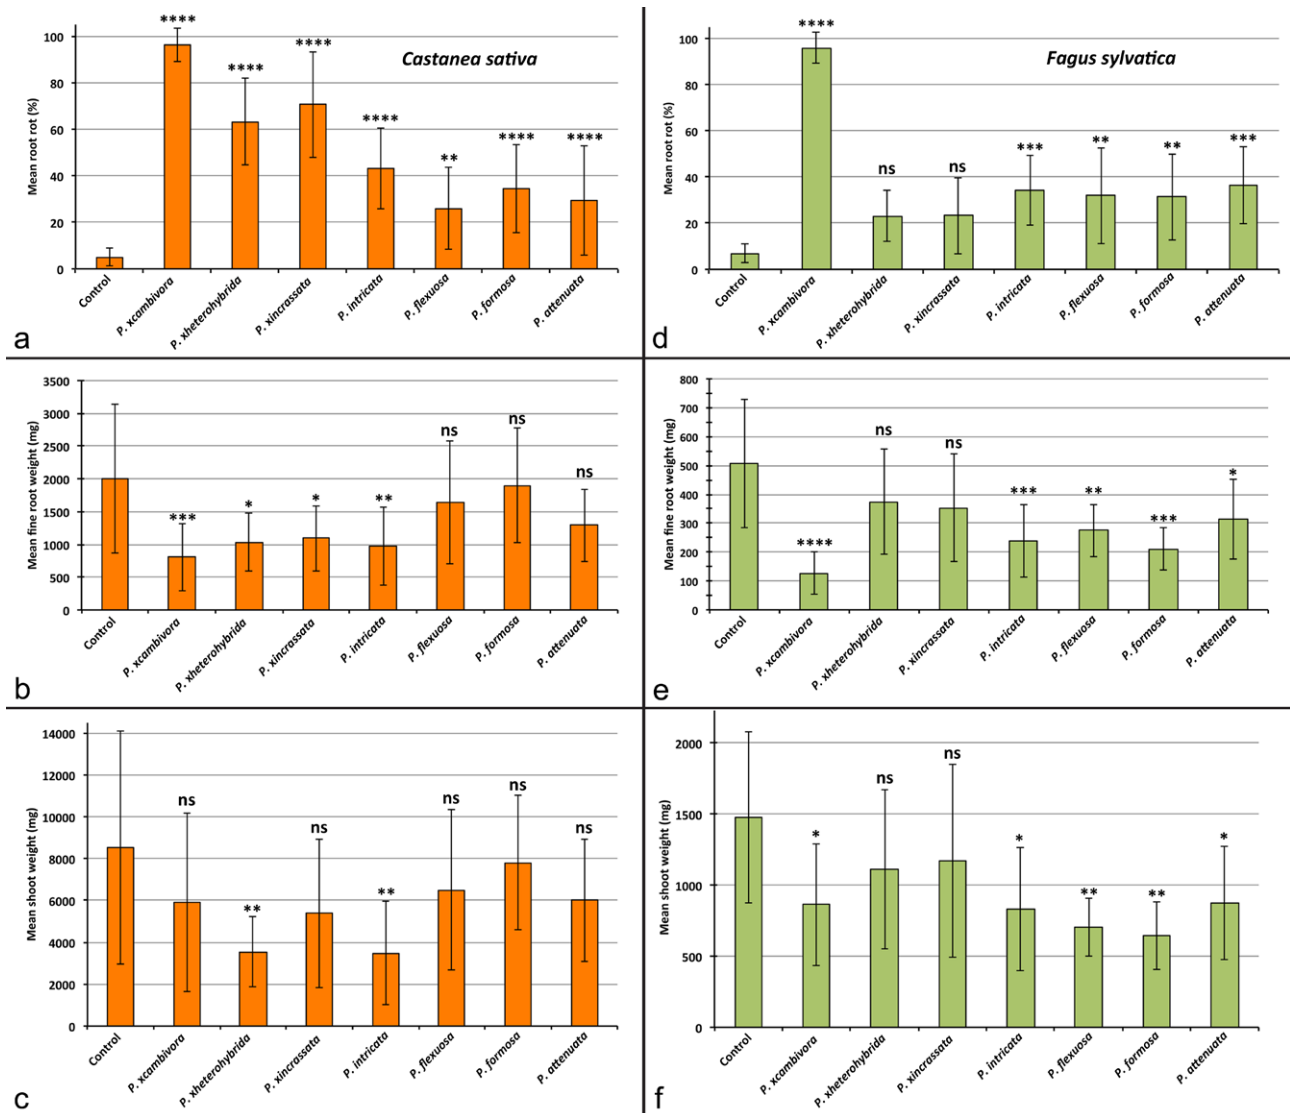 Castanea sativa
Mean root rot (%)
100
80
60
40
20
0
**** **** **** **** ** **** ****
Control P. xcambivora P. xheterohybrida P. xincrassata P. intricata P. flexuosa P. formosa P. attenuata
a
Fagus sylvatica
Mean root rot (%)
100
80
60
40
20
0
**** ns ns *** ** ** ***
Control P. xcambivora P. xheterohybrida P. xincrassata P. intricata P. flexuosa P. formosa P. attenuata
d
Mean fine root weight (mg)
3500
3000
2500
2000
1500
1000
500
0
*** * * ** ns ns ns
Control P. xcambivora P. xheterohybrida P. xincrassata P. intricata P. flexuosa P. formosa P. attenuata
b
Mean fine root weight (mg)
800
700
600
500
400
300
200
100
0
**** ns ns *** ** *** *
Control P. xcambivora P. xheterohybrida P. xincrassata P. intricata P. flexuosa P. formosa P. attenuata
e
Mean shoot weight (mg)
14000
12000
10000
8000
6000
4000
2000
0
ns ** ns ** ns ns ns
Control P. xcambivora P. xheterohybrida P. xincrassata P. intricata P. flexuosa P. formosa P. attenuata
c
Mean shoot weight (mg)
2000
1500
1000
500
0
* ns ns * ** ** *
Control P. xcambivora P. xheterohybrida P. xincrassata P. intricata P. flexuosa P. formosa P. attenuata
f